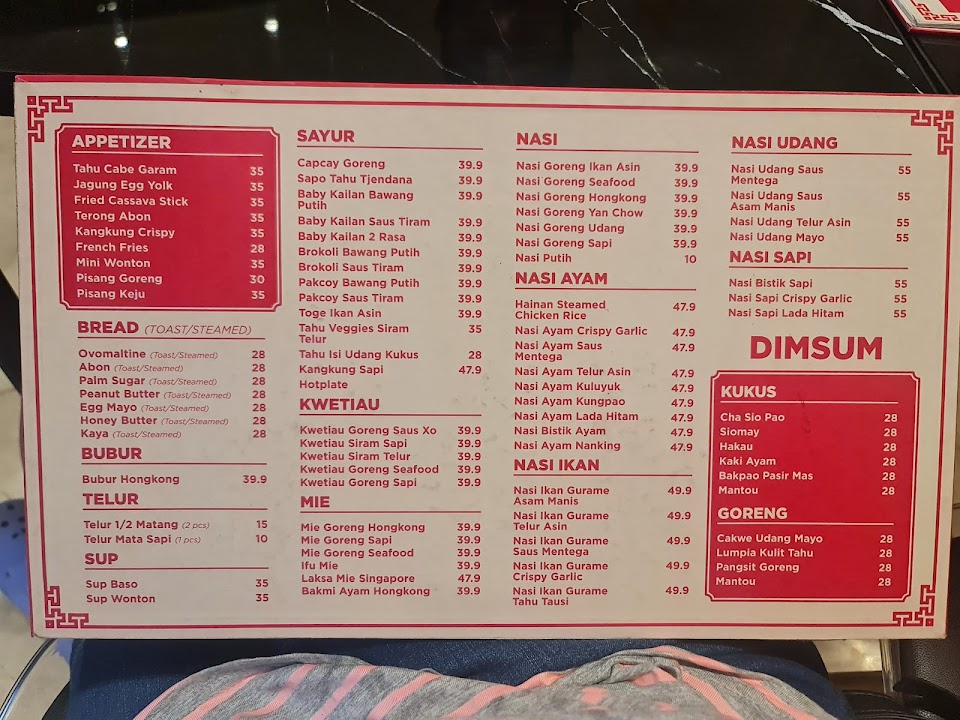 APPETIZER
Tahu Cabe Garam 35
Jagung Egg Yolk 35
Fried Cassava Stick 35
Terong Abon 35
Kangkung Crispy 35
French Fries 28
Mini Wonton 35
Pisang Goreng 30
Pisang Keju 35
BREAD (TOAST/STEAMED)
Ovomaltine (Toast/Steamed) 28
Abon (Toast/Steamed) 28
Palm Sugar (Toast/Steamed) 28
Peanut Butter (Toast/Steamed) 28
Egg Mayo (Toast/Steamed) 28
Honey Butter (Toast/Steamed) 28
Kaya (Toast/Steamed) 28
BUBUR
Bubur Hongkong 39.9
TELUR
Telur 1/2 Matang (2 pcs) 15
Telur Mata Sapi (1 pcs) 10
SUP
Sup Baso 35
Sup Wonton 35
SAYUR
Capcay Goreng 39.9
Sapo Tahu Tjendana 39.9
Baby Kailan Bawang 39.9
Putih
Baby Kailan Saus Tiram 39.9
Baby Kailan 2 Rasa 39.9
Brokoli Bawang Putih 39.9
Brokoli Saus Tiram 39.9
Pakcoy Bawang Putih 39.9
Pakcoy Saus Tiram 39.9
Toge Ikan Asin 39.9
Tahu Veggies Siram 35
Telur
Tahu Isi Udang Kukus 28
Kangkung Sapi 47.9
Hotplate
KWETIAU
Kwetiau Goreng Saus Xo 39.9
Kwetiau Siram Sapi 39.9
Kwetiau Siram Telur 39.9
Kwetiau Goreng Seafood 39.9
Kwetiau Goreng Sapi 39.9
MIE
Mie Goreng Hongkong 39.9
Mie Goreng Sapi 39.9
Mie Goreng Seafood 39.9
Ifu Mie 39.9
Laksa Mie Singapore 47.9
Bakmi Ayam Hongkong 39.9
NASI
Nasi Goreng Ikan Asin 39.9
Nasi Goreng Seafood 39.9
Nasi Goreng Hongkong 39.9
Nasi Goreng Yan Chow 39.9
Nasi Goreng Udang 39.9
Nasi Goreng Sapi 39.9
Nasi Putih 10
NASI AYAM
Hainan Steamed 47.9
Chicken Rice
Nasi Ayam Crispy Garlic 47.9
Nasi Ayam Saus 47.9
Mentega
Nasi Ayam Telur Asin 47.9
Nasi Ayam Kuluyuk 47.9
Nasi Ayam Kungpao 47.9
Nasi Ayam Lada Hitam 47.9
Nasi Bistik Ayam 47.9
Nasi Ayam Nanking 47.9
NASI IKAN
Nasi Ikan Gurame 49.9
Asam Manis
Nasi Ikan Gurame 49.9
Telur Asin
Nasi Ikan Gurame 49.9
Saus Mentega
Nasi Ikan Gurame 49.9
Crispy Garlic
Nasi Ikan Gurame 49.9
Tahu Tausi
NASI UDANG
Nasi Udang Saus 55
Mentega
Nasi Udang Saus 55
Asam Manis
Nasi Udang Telur Asin 55
Nasi Udang Mayo 55
NASI SAPI
Nasi Bistik Sapi 55
Nasi Sapi Crispy Garlic 55
Nasi Sapi Lada Hitam 55
DIMSUM
KUKUS
Cha Sio Pao 28
Siomay 28
Hakau 28
Kaki Ayam 28
Bakpao Pasir Mas 28
Mantou 28
GORENG
Cakwe Udang Mayo 28
Lumpia Kulit Tahu 28
Pangsit Goreng 28
Mantou 28